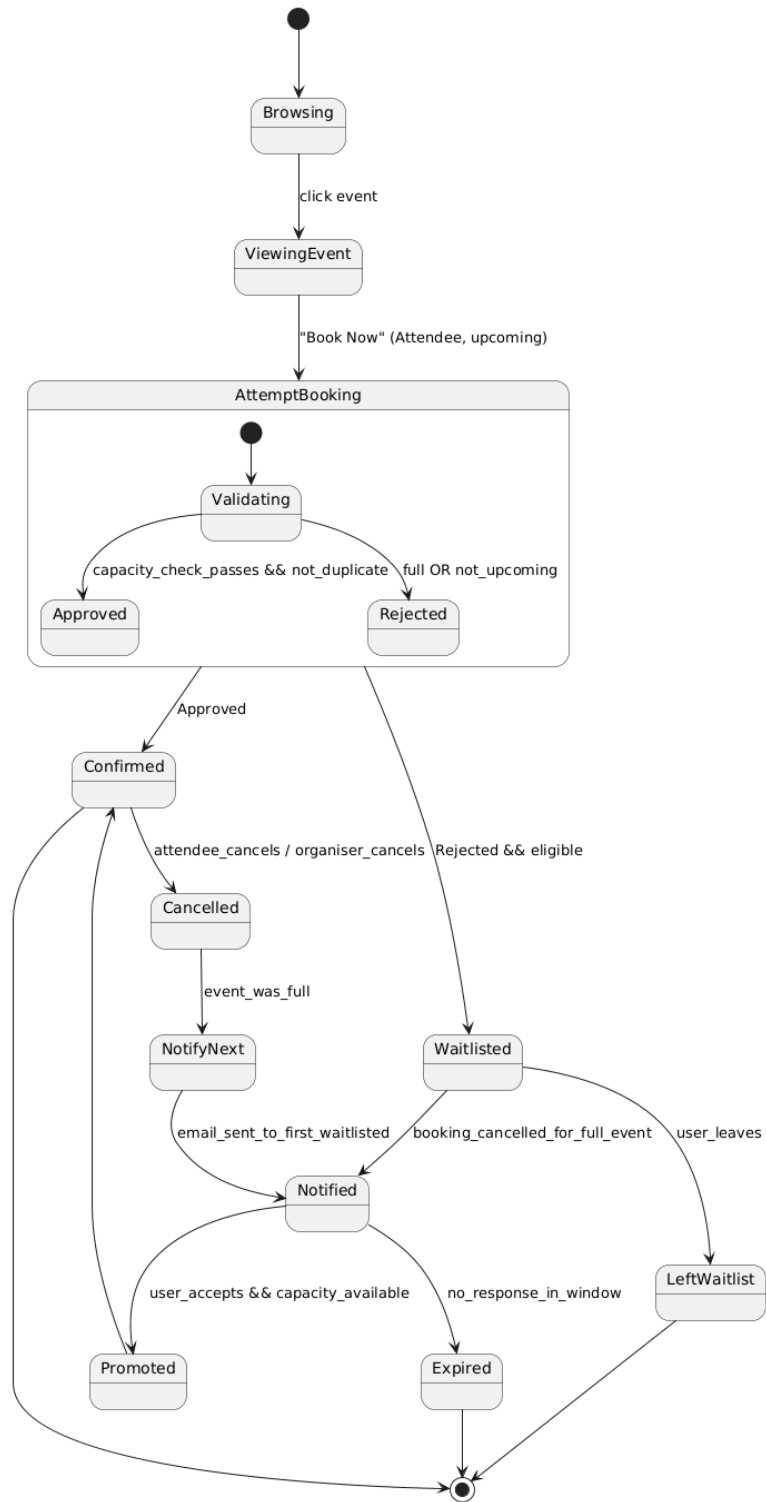 Browsing
click event
ViewingEvent
"Book Now" (Attendee, upcoming)
AttemptBooking
Validating
capacity_check_passes && not_duplicate
full OR not_upcoming
Approved
Rejected
Approved
Confirmed
attendee_cancels / organiser_cancels
Rejected && eligible
Cancelled
event_was_full
NotifyNext
Waitlisted
email_sent_to_first_waitlisted
booking_cancelled_for_full_event
user_leaves
Notified
LeftWaitlist
user_accepts && capacity_available
no_response_in_window
Promoted
Expired